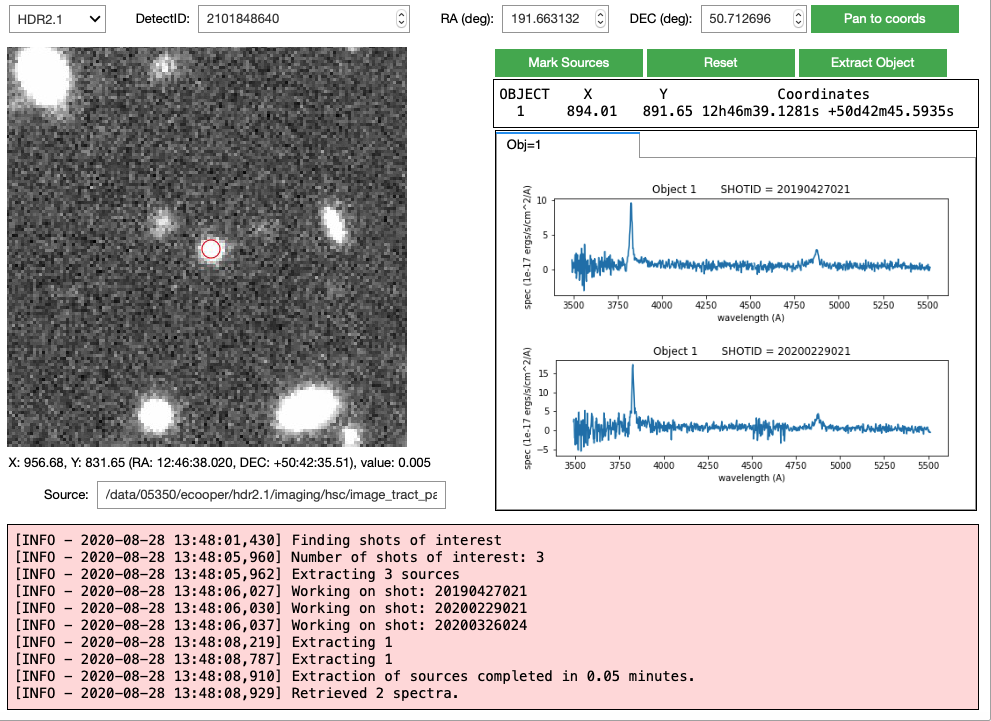 HDR2.1 DetectID: 2101848640 RA (deg): 191.663132 DEC (deg): 50.712696 Pan to coords
Mark Sources Reset Extract Object
OBJECT X Y Coordinates
1 894.01 891.65 12h46m39.1281s +50d42m45.5935s
Obj=1
Object 1 SHOTID = 20190427021
spec (1e-17 ergs/s/cm^2/A)
10
5
0
3500 3750 4000 4250 4500 4750 5000 5250 5500
wavelength (A)
Object 1 SHOTID = 20200229021
spec (1e-17 ergs/s/cm^2/A)
15
10
5
0
−5
3500 3750 4000 4250 4500 4750 5000 5250 5500
wavelength (A)
X: 956.68, Y: 831.65 (RA: 12:46:38.020, DEC: +50:42:35.51), value: 0.005
Source: /data/05350/ecooper/hdr2.1/imaging/hsc/image_tract_pa
[INFO - 2020-08-28 13:48:01,430] Finding shots of interest
[INFO - 2020-08-28 13:48:05,960] Number of shots of interest: 3
[INFO - 2020-08-28 13:48:05,962] Extracting 3 sources
[INFO - 2020-08-28 13:48:06,027] Working on shot: 20190427021
[INFO - 2020-08-28 13:48:06,030] Working on shot: 20200229021
[INFO - 2020-08-28 13:48:06,037] Working on shot: 20200326024
[INFO - 2020-08-28 13:48:08,219] Extracting 1
[INFO - 2020-08-28 13:48:08,787] Extracting 1
[INFO - 2020-08-28 13:48:08,910] Extraction of sources completed in 0.05 minutes.
[INFO - 2020-08-28 13:48:08,929] Retrieved 2 spectra.